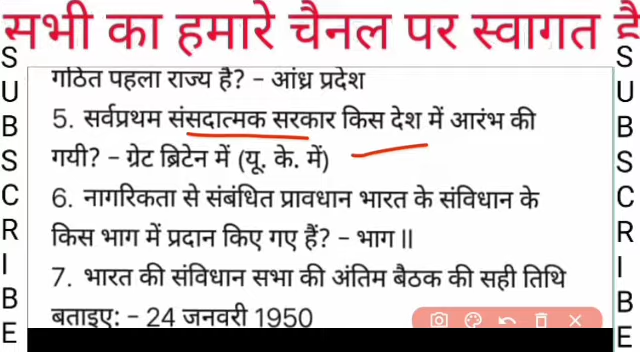 सभी का हमारे चैनल पर स्वागत है
गठित पहला राज्य है? – आंध्र प्रदेश
5. सर्वप्रथम संसदात्मक सरकार किस देश में आरंभ की
गयी? – ग्रेट ब्रिटेन में (यू. के. में)
6. नागरिकता से संबंधित प्रावधान भारत के संविधान के
किस भाग में प्रदान किए गए हैं? – भाग II
7. भारत की संविधान सभा की अंतिम बैठक की सही तिथि
बताइए: – 24 जनवरी 1950
SUBSCRIBE
SUBSCRIBE